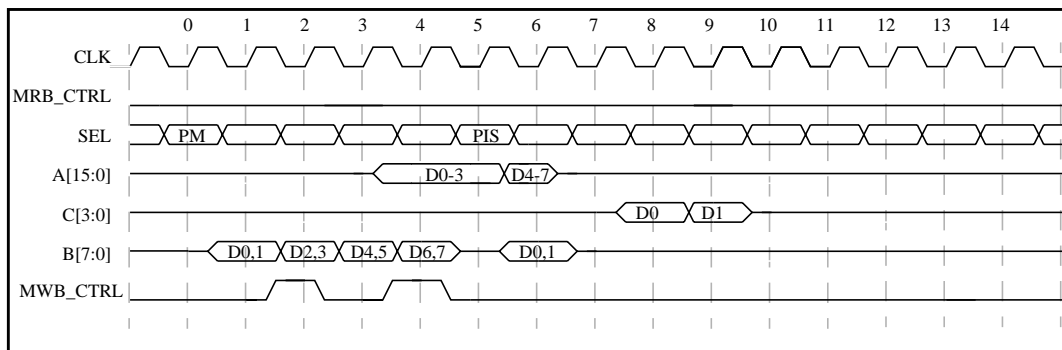 0 1 2 3 4 5 6 7 8 9 10 11 12 13 14
CLK
MRB_CTRL
SEL PM PIS
A[15:0] D0-3 D4-7
C[3:0] D0 D1
B[7:0] D0,1 D2,3 D4,5 D6,7 D0,1
MWB_CTRL